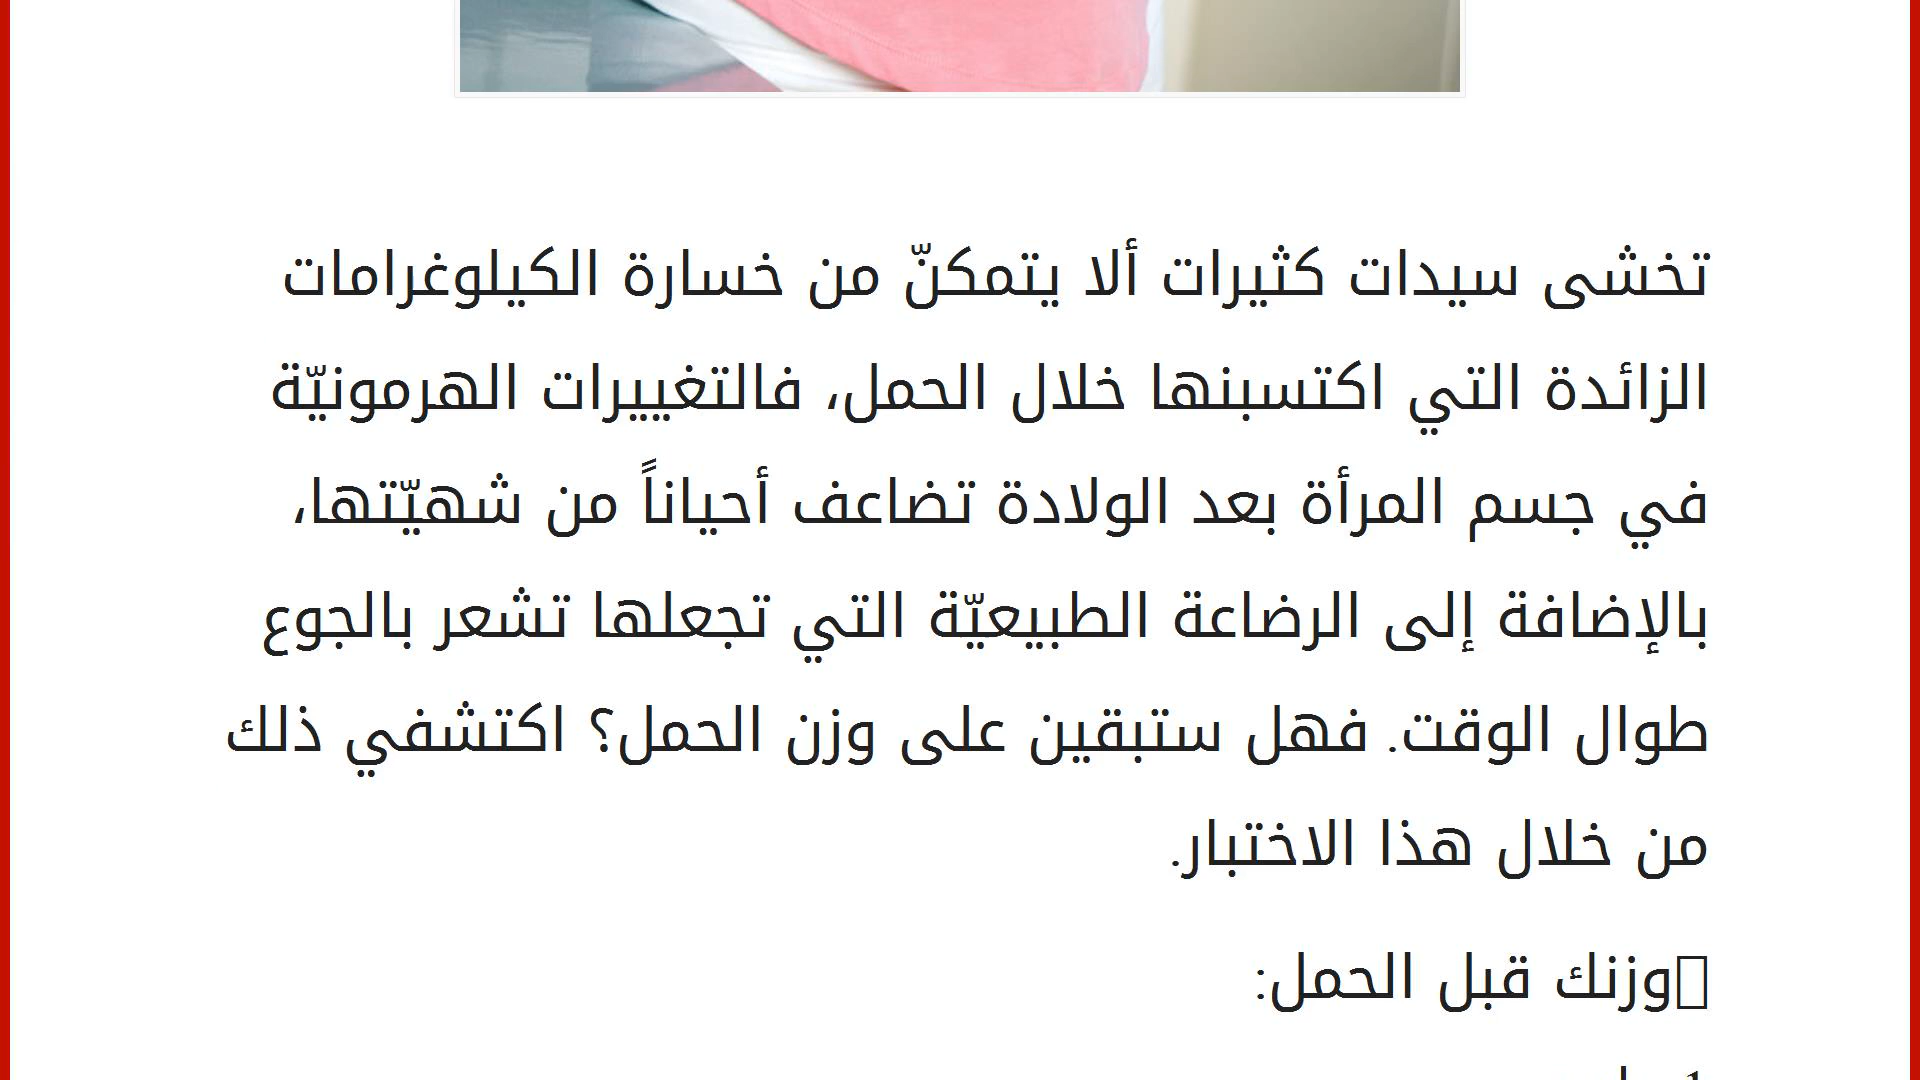 تخشى سيدات كثيرات ألا يتمكنّ من خسارة الكيلوغرامات
الزائدة التي اكتسبنها خلال الحمل، فالتغييرات الهرمونيّة
في جسم المرأة بعد الولادة تضاعف أحياناً من شهيّتها،
بالإضافة إلى الرضاعة الطبيعيّة التي تجعلها تشعر بالجوع
طوال الوقت. فهل ستبقين على وزن الحمل؟ اكتشفي ذلك
من خلال هذا الاختبار.
وزنك قبل الحمل: